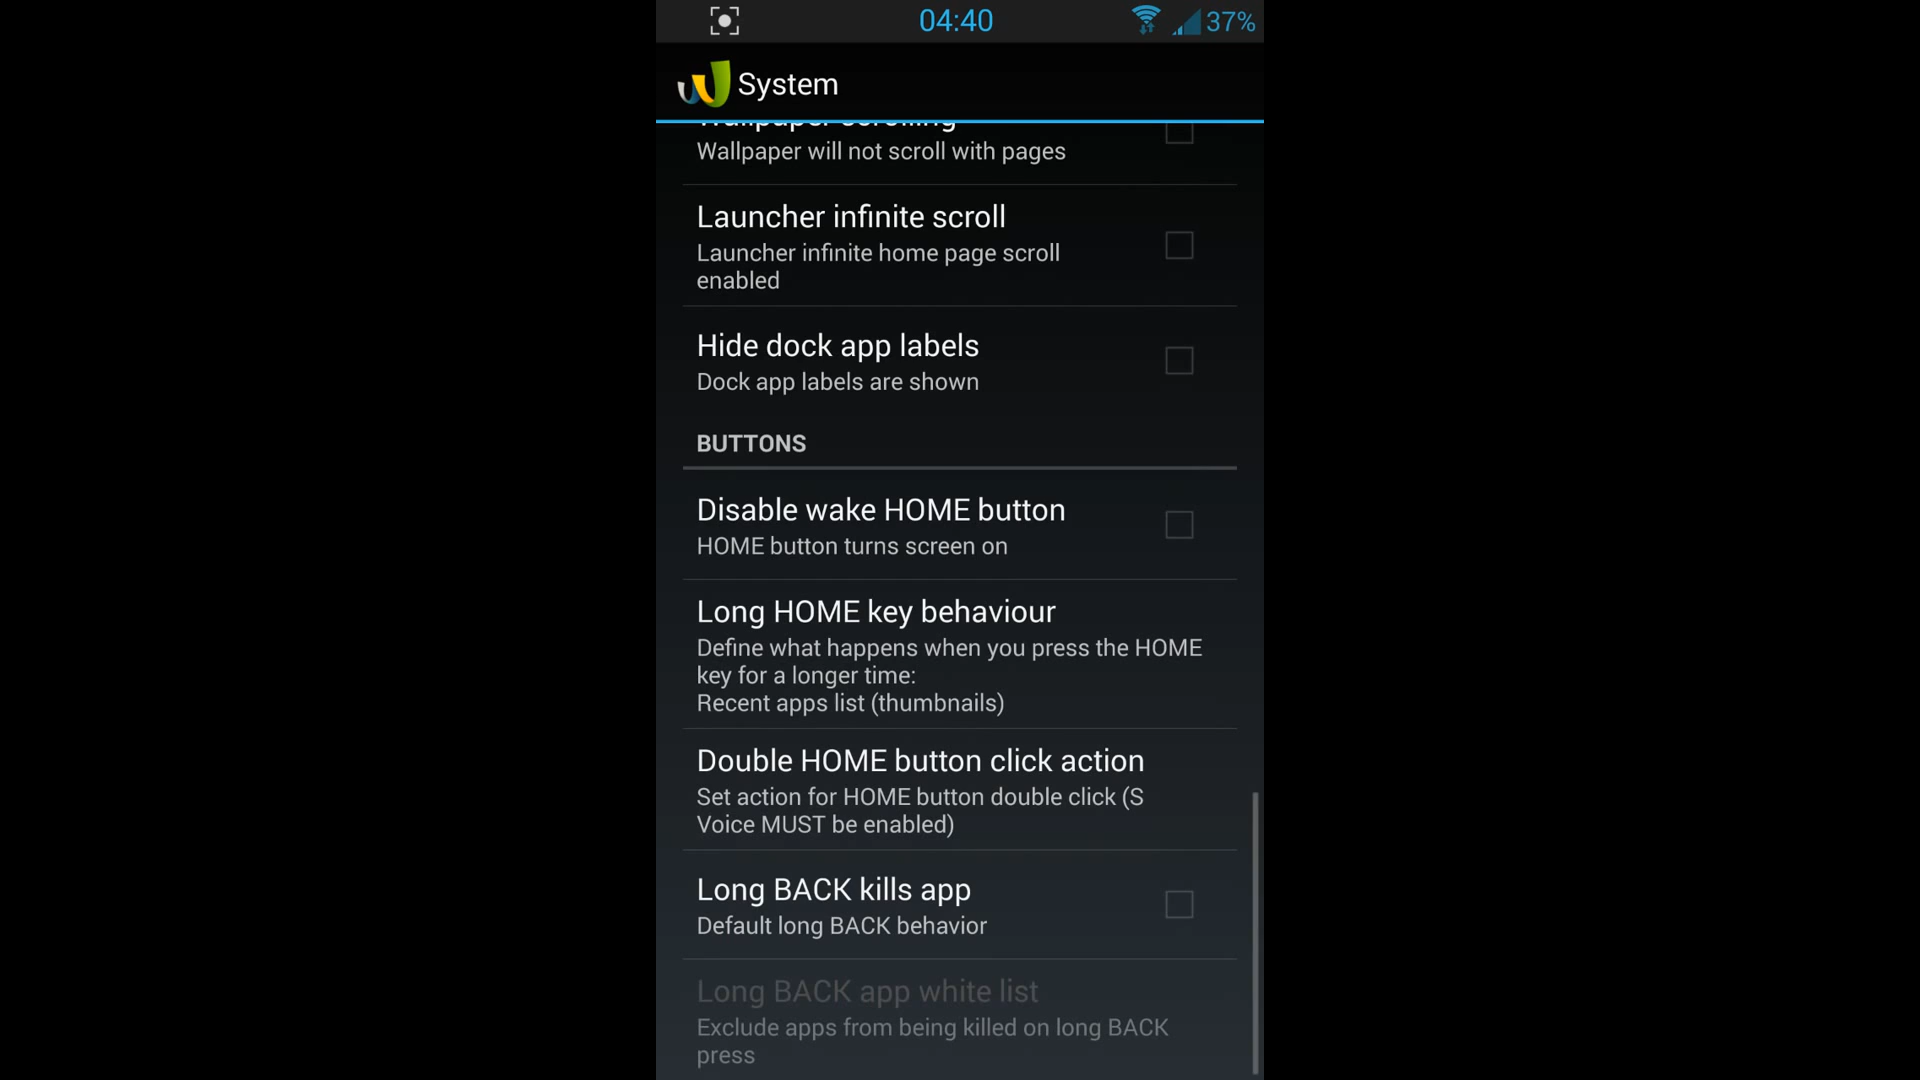 04:40
37%
System
Wallpaper scrolling
Wallpaper will not scroll with pages
Launcher infinite scroll
Launcher infinite home page scroll
enabled
Hide dock app labels
Dock app labels are shown
BUTTONS
Disable wake HOME button
HOME button turns screen on
Long HOME key behaviour
Define what happens when you press the HOME
key for a longer time:
Recent apps list (thumbnails)
Double HOME button click action
Set action for HOME button double click (S
Voice MUST be enabled)
Long BACK kills app
Default long BACK behavior
Long BACK app white list
Exclude apps from being killed on long BACK
press